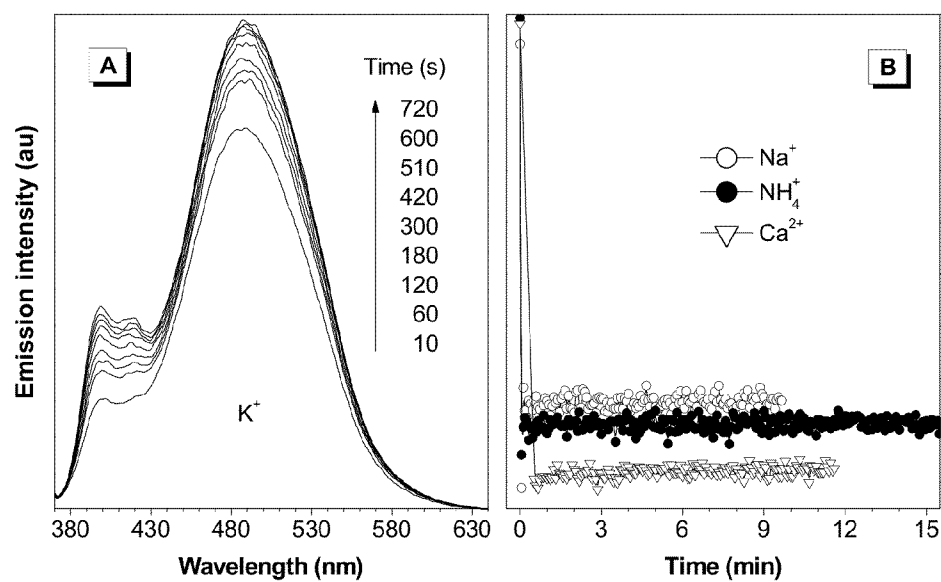 A
Time (s)
720
600
510
420
300
180
120
60
10
K⁺
Emission intensity (au)
380 430 480 530 580 630
Wavelength (nm)
B
Na⁺
NH₄⁺
Ca²⁺
0 3 6 9 12 15
Time (min)